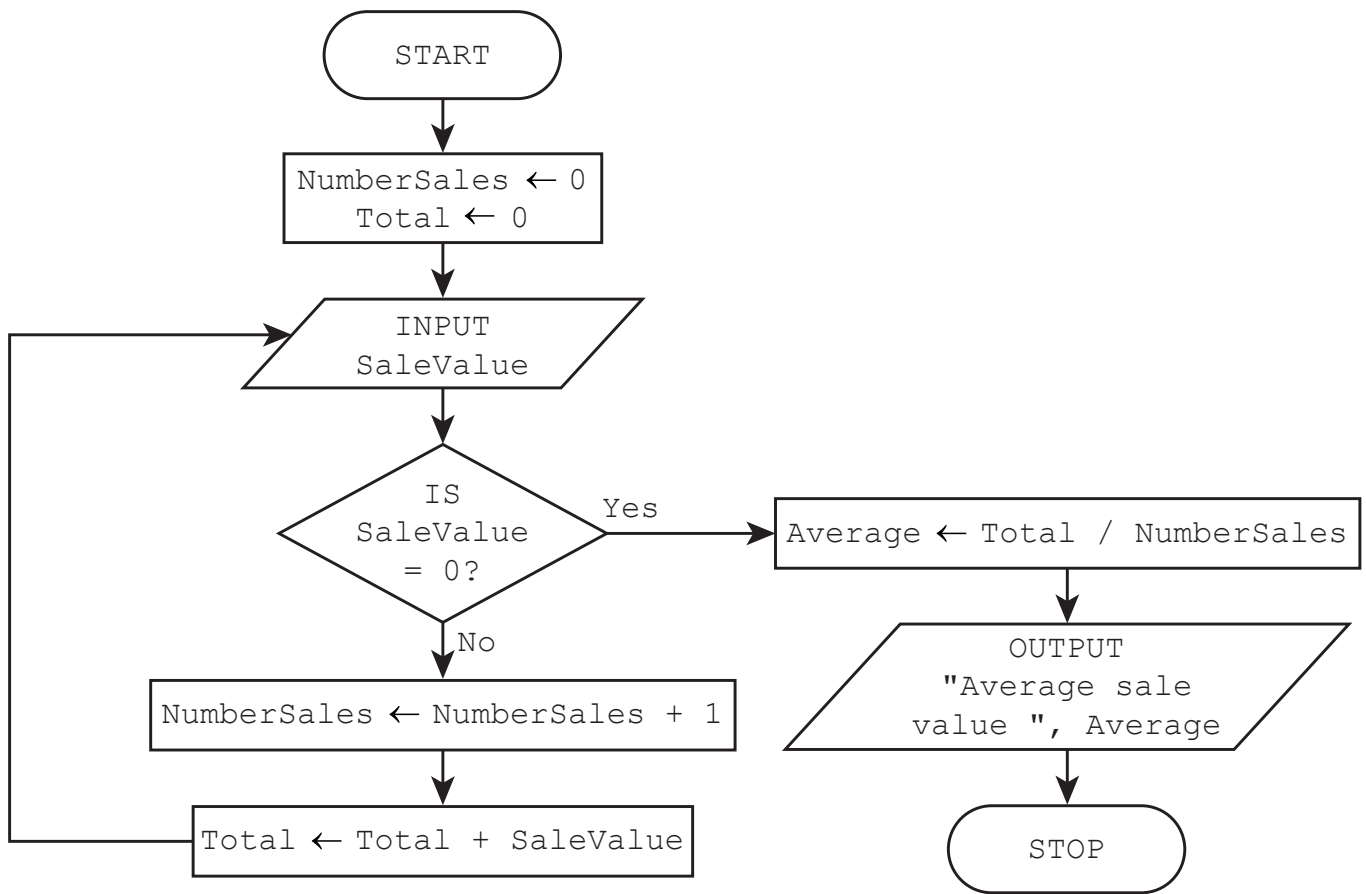 START
NumberSales ← 0
Total ← 0
INPUT
SaleValue
IS
SaleValue
= 0?
Yes
No
NumberSales ← NumberSales + 1
Total ← Total + SaleValue
Average ← Total / NumberSales
OUTPUT
"Average sale
value ", Average
STOP